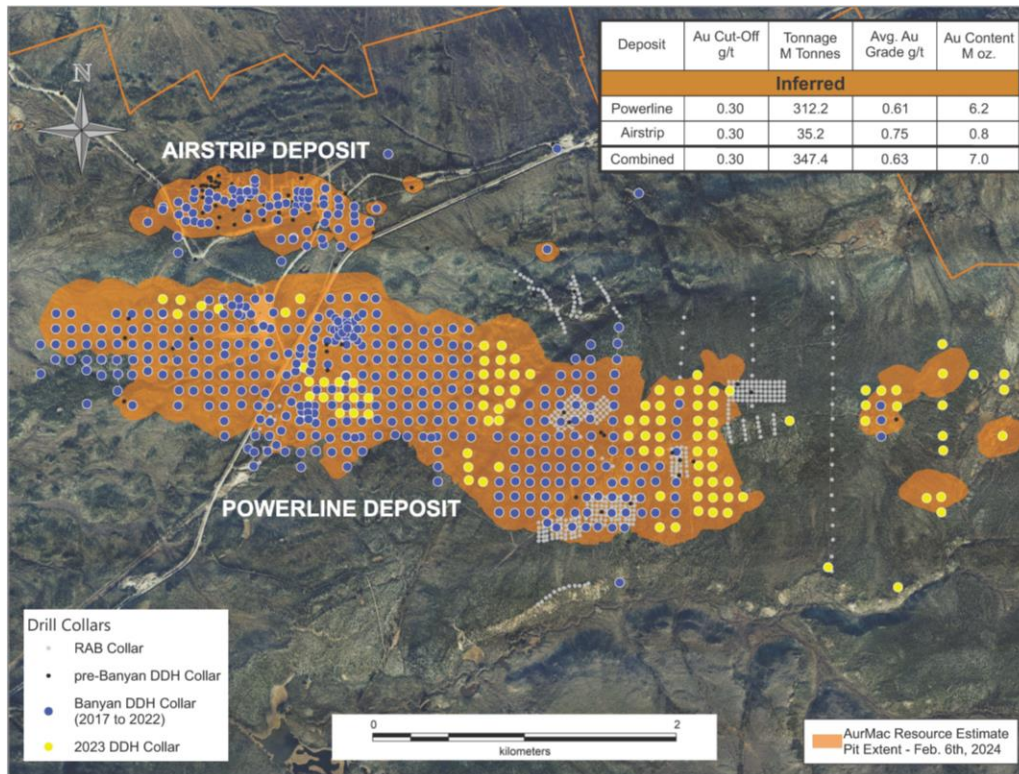 N
AIRSTRIP DEPOSIT
POWERLINE DEPOSIT
Deposit Au Cut-Off g/t Tonnage M Tonnes Avg. Au Grade g/t Au Content M oz.
Inferred
Powerline 0.30 312.2 0.61 6.2
Airstrip 0.30 35.2 0.75 0.8
Combined 0.30 347.4 0.63 7.0
Drill Collars
RAB Collar
pre-Banyan DDH Collar
Banyan DDH Collar
(2017 to 2022)
2023 DDH Collar
0 2
kilometers
AurMac Resource Estimate
Pit Extent - Feb. 6th, 2024